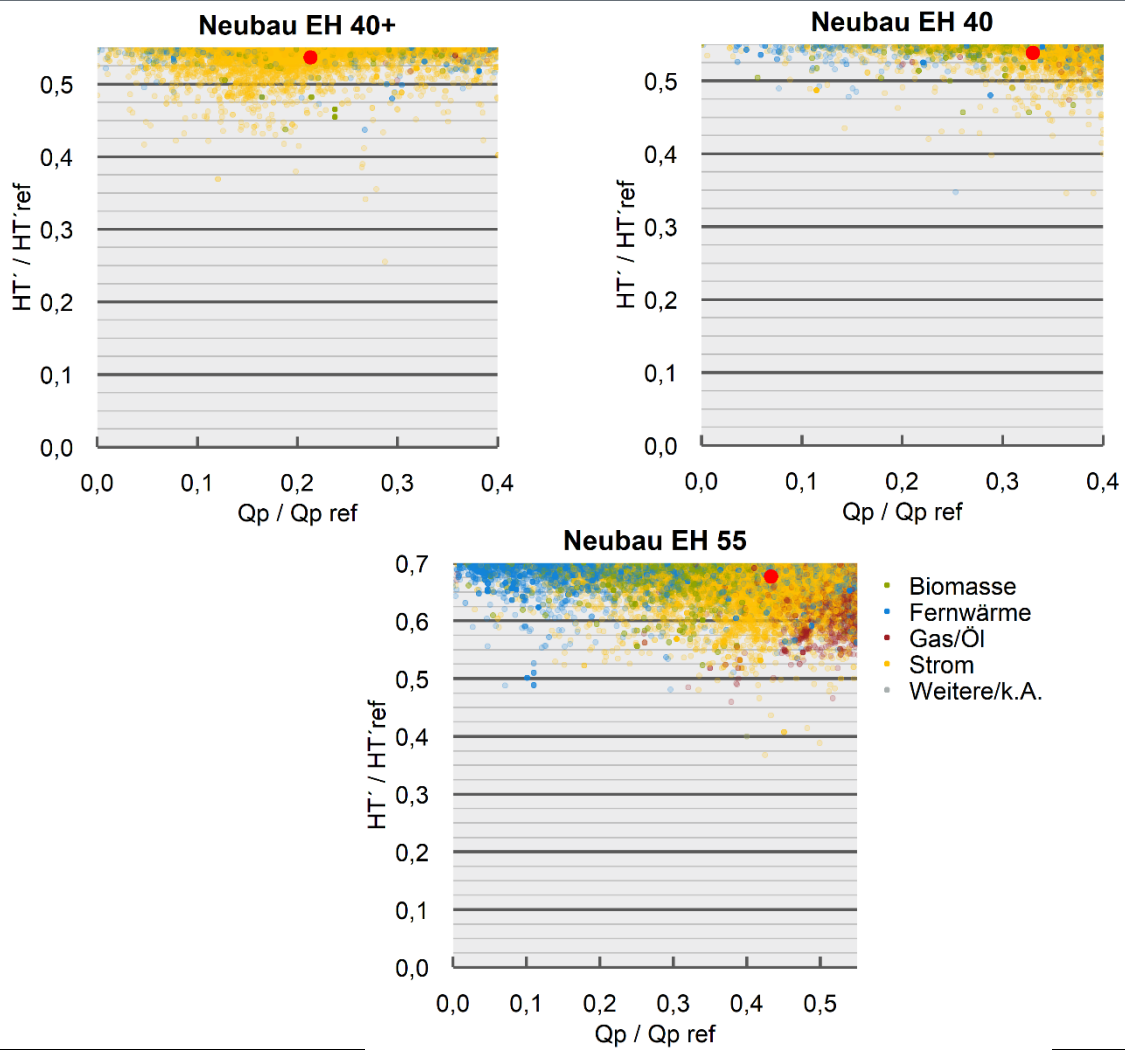 Neubau EH 40+
HT´ / HT´ref
0,5
0,4
0,3
0,2
0,1
0,0
0,0 0,1 0,2 0,3 0,4
Qp / Qp ref
Neubau EH 40
HT´ / HT´ref
0,5
0,4
0,3
0,2
0,1
0,0
0,0 0,1 0,2 0,3 0,4
Qp / Qp ref
Neubau EH 55
HT´ / HT´ref
0,7
0,6
0,5
0,4
0,3
0,2
0,1
0,0
0,0 0,1 0,2 0,3 0,4 0,5
Qp / Qp ref
Biomasse
Fernwärme
Gas/Öl
Strom
Weitere/k.A.